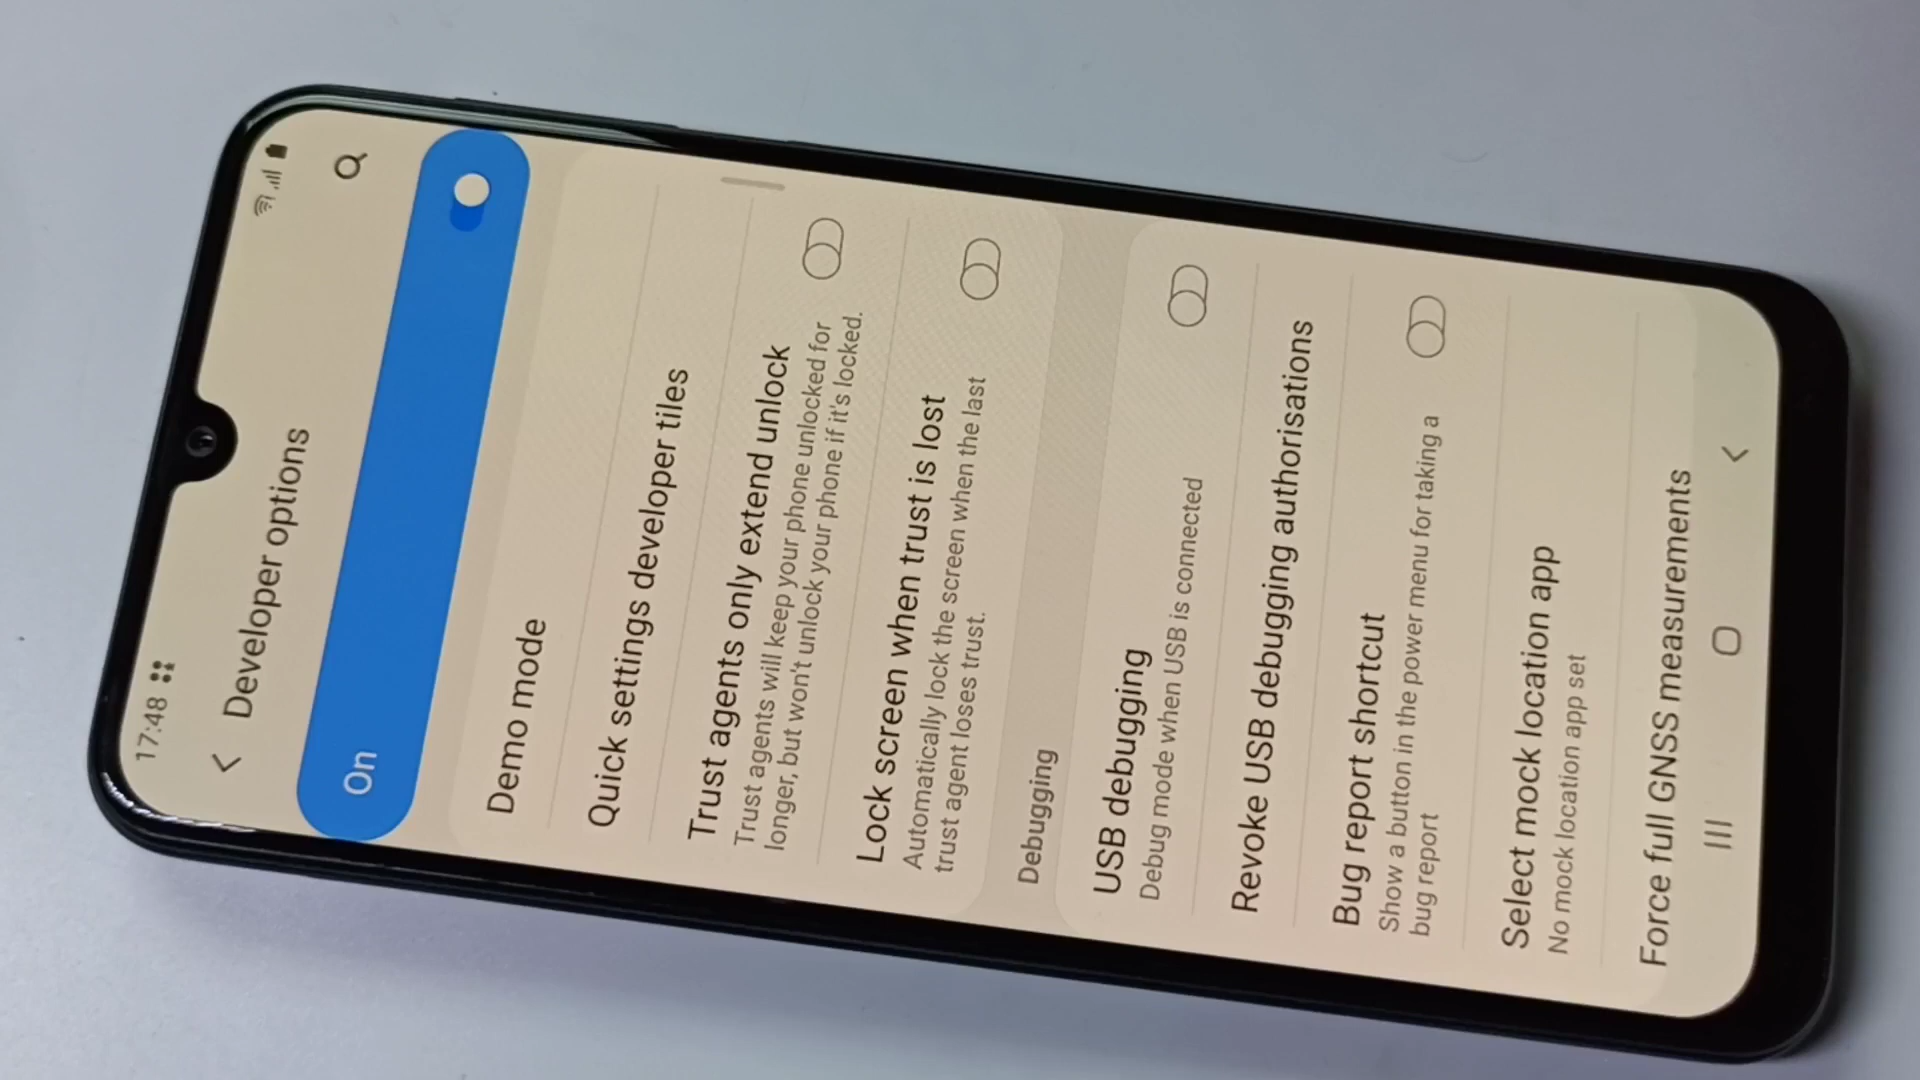 17:48
Developer options
On
Demo mode
Quick settings developer tiles
Trust agents only extend unlock
Trust agents will keep your phone unlocked for
longer, but won't unlock your phone if it's locked.
Lock screen when trust is lost
Automatically lock the screen when the last
trust agent loses trust.
Debugging
USB debugging
Debug mode when USB is connected
Revoke USB debugging authorisations
Bug report shortcut
Show a button in the power menu for taking a
bug report
Select mock location app
No mock location app set
Force full GNSS measurements